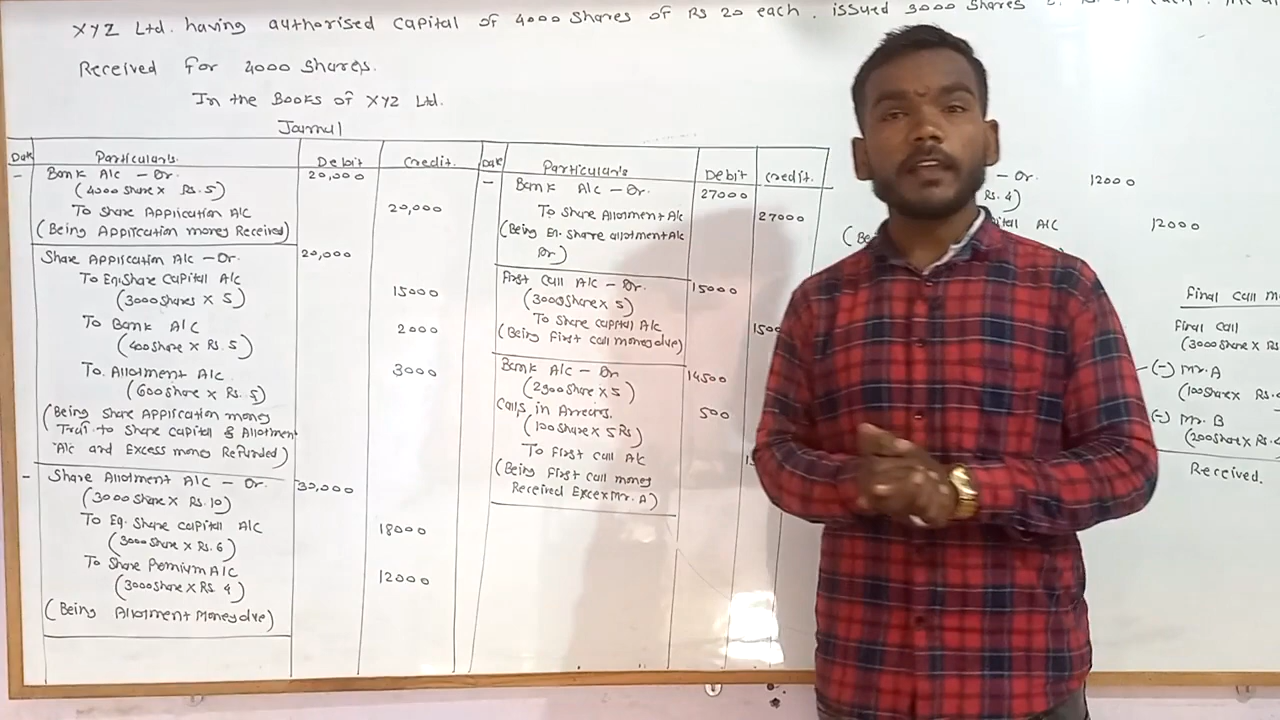 XYZ Ltd. having authorised capital of 4000 shares of Rs 20 each. issued 3000 shares
Received for 4000 shares.
In the Books of XYZ Ltd.
Journal
Date Particulars Debit Credit.
Bank A/c - Dr 20,000
(4000 share x Rs. 5)
To Share Application A/c 20,000
(Being Application money Received)
Share Application A/c - Dr. 20,000
To Eq. Share Capital A/c
(3000 shares x 5) 15000
To Bank A/c 2000
(400 share x Rs. 5)
To. Allotment A/c 3000
(600 share x Rs. 5)
(Being Share Application money
Tran. to Share capital & Allotment
A/c and Excess money Refunded)
- Share Allotment A/c - Dr. 30,000
(3000 share x Rs. 10)
To Eq. Share capital A/c 18000
(3000 share x Rs. 6)
To Share Premium A/c 12000
(3000 share x Rs 4)
(Being Allotment Money due)
Date Particulars Debit credit.
- Bank A/c - Dr. 27000
To Share Allotment A/c 27000
(Being Eq. Share allotment A/c
Dr)
First Call A/c - Dr. 15000
(3000 share x 5)
To Share capital A/c 1500
(Being First Call money due)
Bank A/c - Dr 14500
(2900 share x 5)
Calls in Arrears. 500
(100 share x 5 Rs)
To First call A/c
(Being First Call money
Received Except Mr. A)
- Dr. 12000
Rs. 4)
ital A/c 12000
(Be
Final Call m
Final Call
(3000 share x Rs
(-) Mr. A
(100 share x Rs.
(-) Mr. B
(200 share x Rs.
Received.